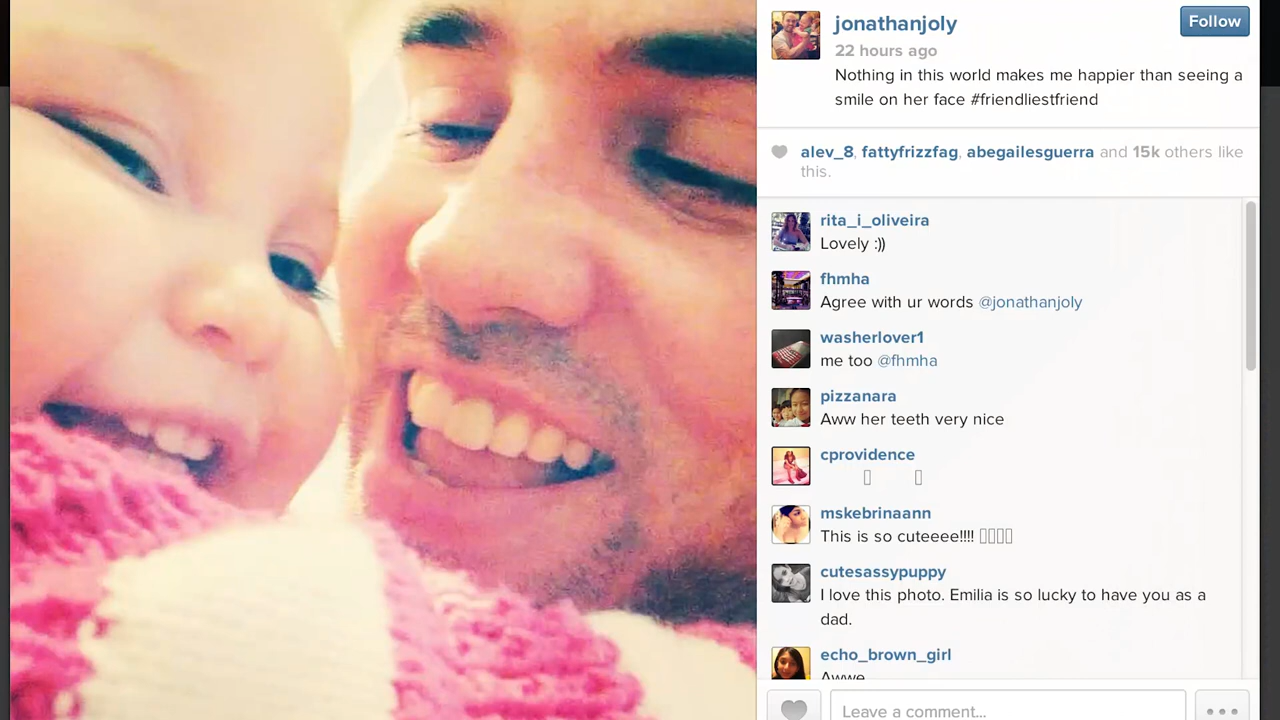 jonathanjoly
Follow
22 hours ago
Nothing in this world makes me happier than seeing a
smile on her face #friendliestfriend
alev_8, fattyfrizzfag, abegailesguerra and 15k others like
this.
rita_i_oliveira
Lovely :))
fhmha
Agree with ur words @jonathanjoly
washerlover1
me too @fhmha
pizzanara
Aww her teeth very nice
cprovidence
mskebrinaann
This is so cuteeee!!!!
cutesassypuppy
I love this photo. Emilia is so lucky to have you as a
dad.
echo_brown_girl
Awwe
Leave a comment...